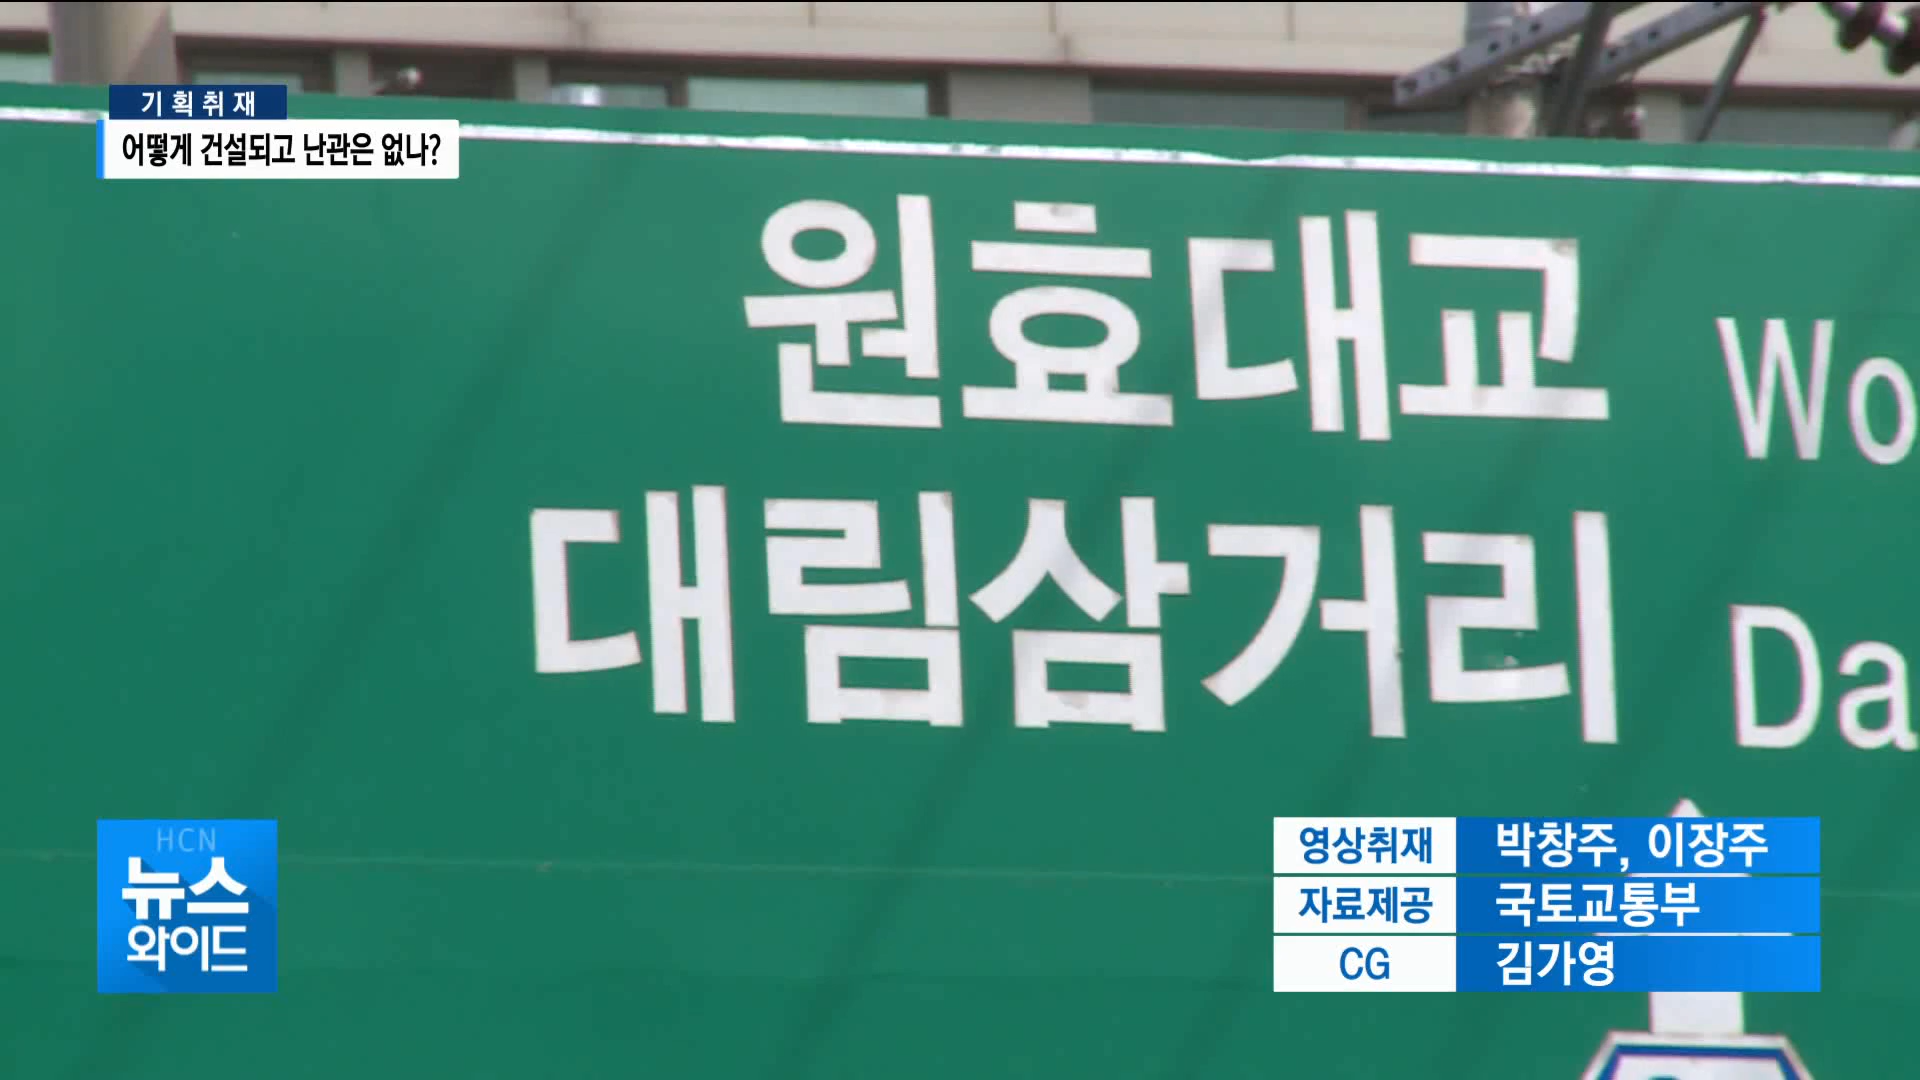 기획취재
어떻게 건설되고 난관은 없나?
원효대교 Wo
대림삼거리 Da
HCN
뉴스
와이드
영상취재 박창주, 이장주
자료제공 국토교통부
CG 김가영